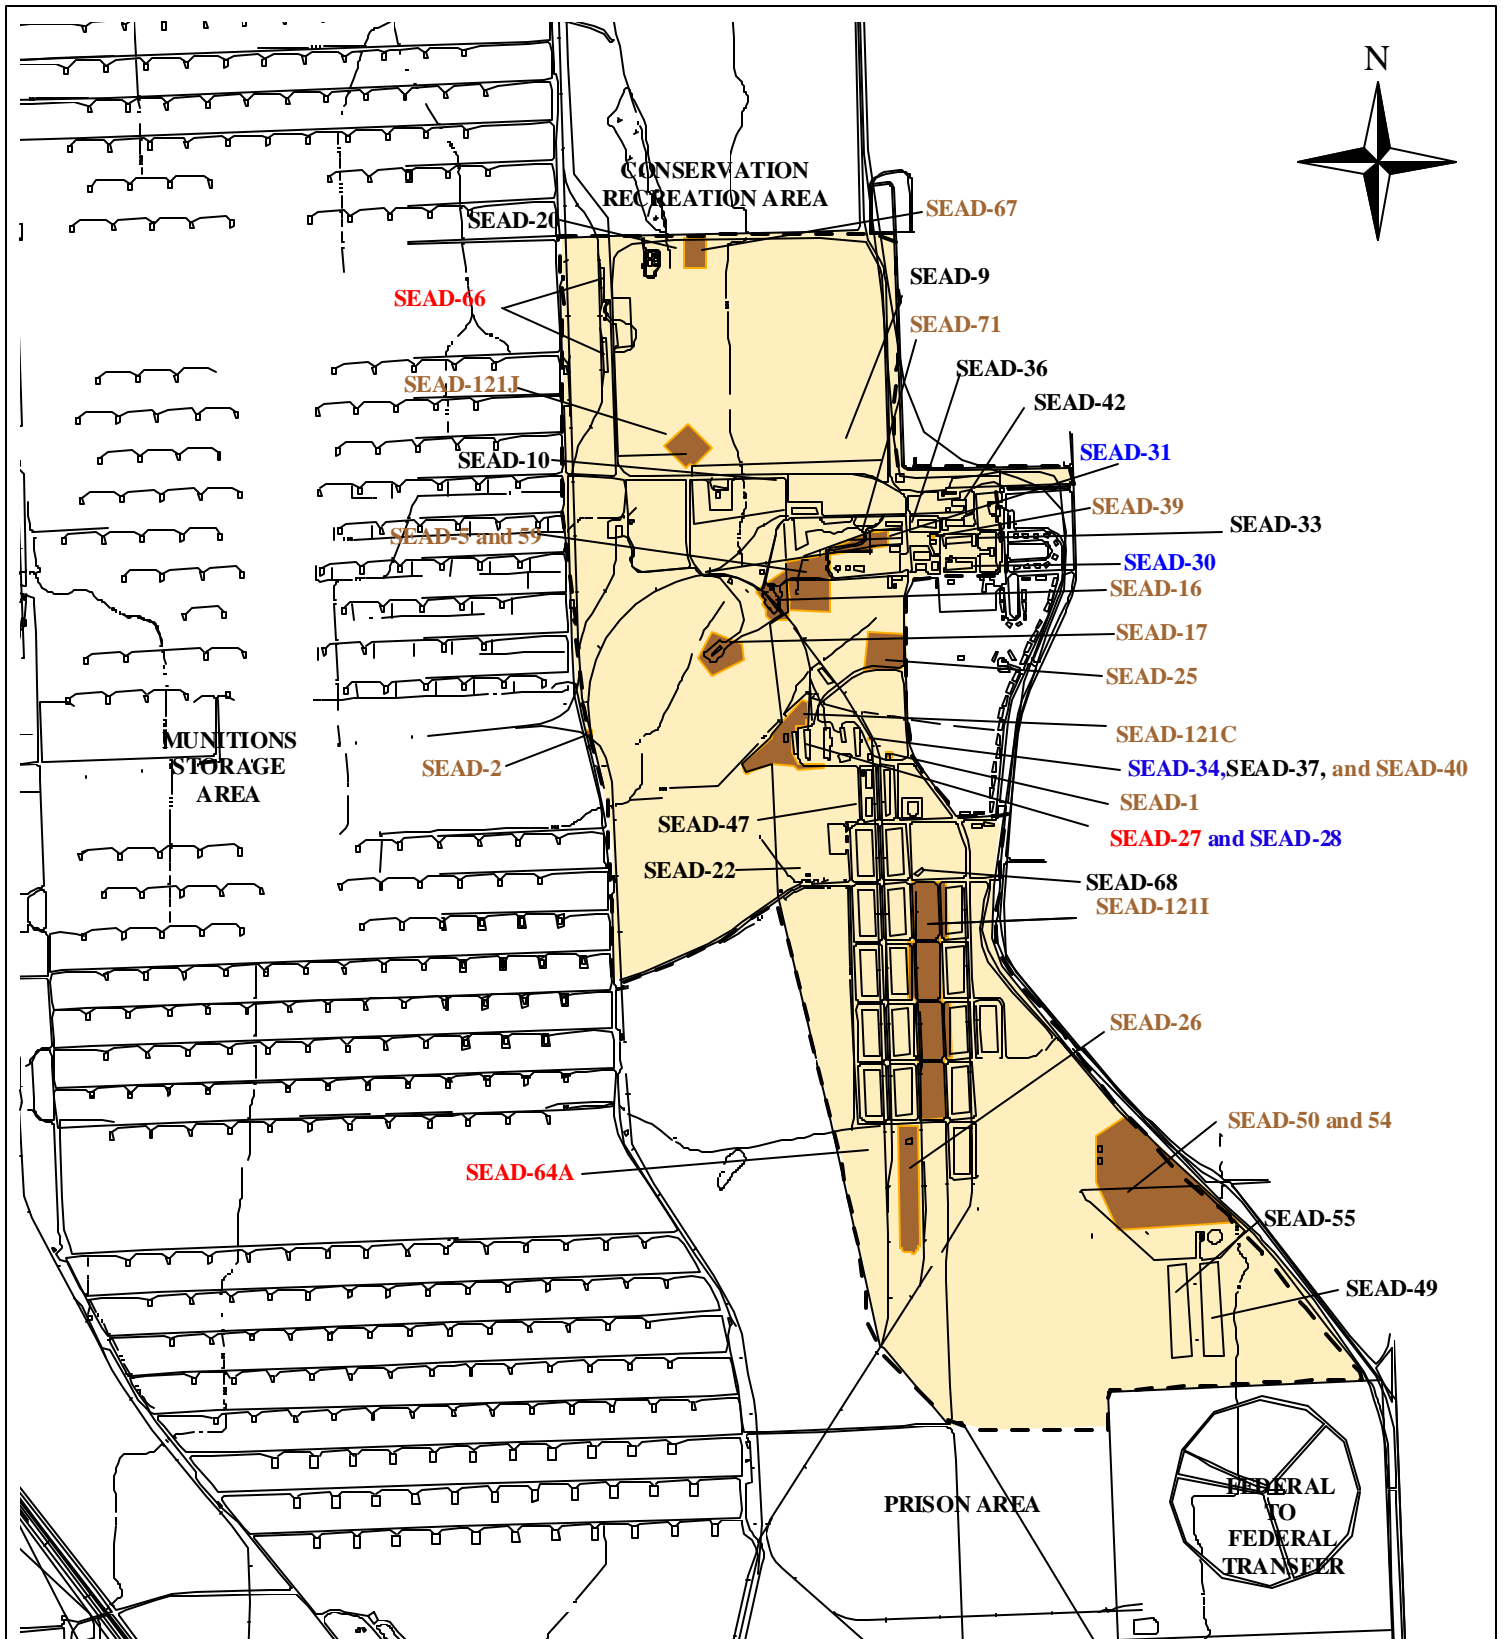 N
CONSERVATION
RECREATION AREA
SEAD-67
SEAD-20
SEAD-9
SEAD-66
SEAD-71
SEAD-36
SEAD-121J
SEAD-42
SEAD-10
SEAD-31
SEAD-39
SEAD-33
SEAD-5 and 59
SEAD-30
SEAD-16
SEAD-17
SEAD-25
SEAD-121C
MUNITIONS
STORAGE
AREA
SEAD-2
SEAD-34,SEAD-37, and SEAD-40
SEAD-1
SEAD-47
SEAD-27 and SEAD-28
SEAD-22
SEAD-68
SEAD-121I
SEAD-26
SEAD-50 and 54
SEAD-64A
SEAD-55
SEAD-49
PRISON AREA
FEDERAL
TO
FEDERAL
TRANSFER